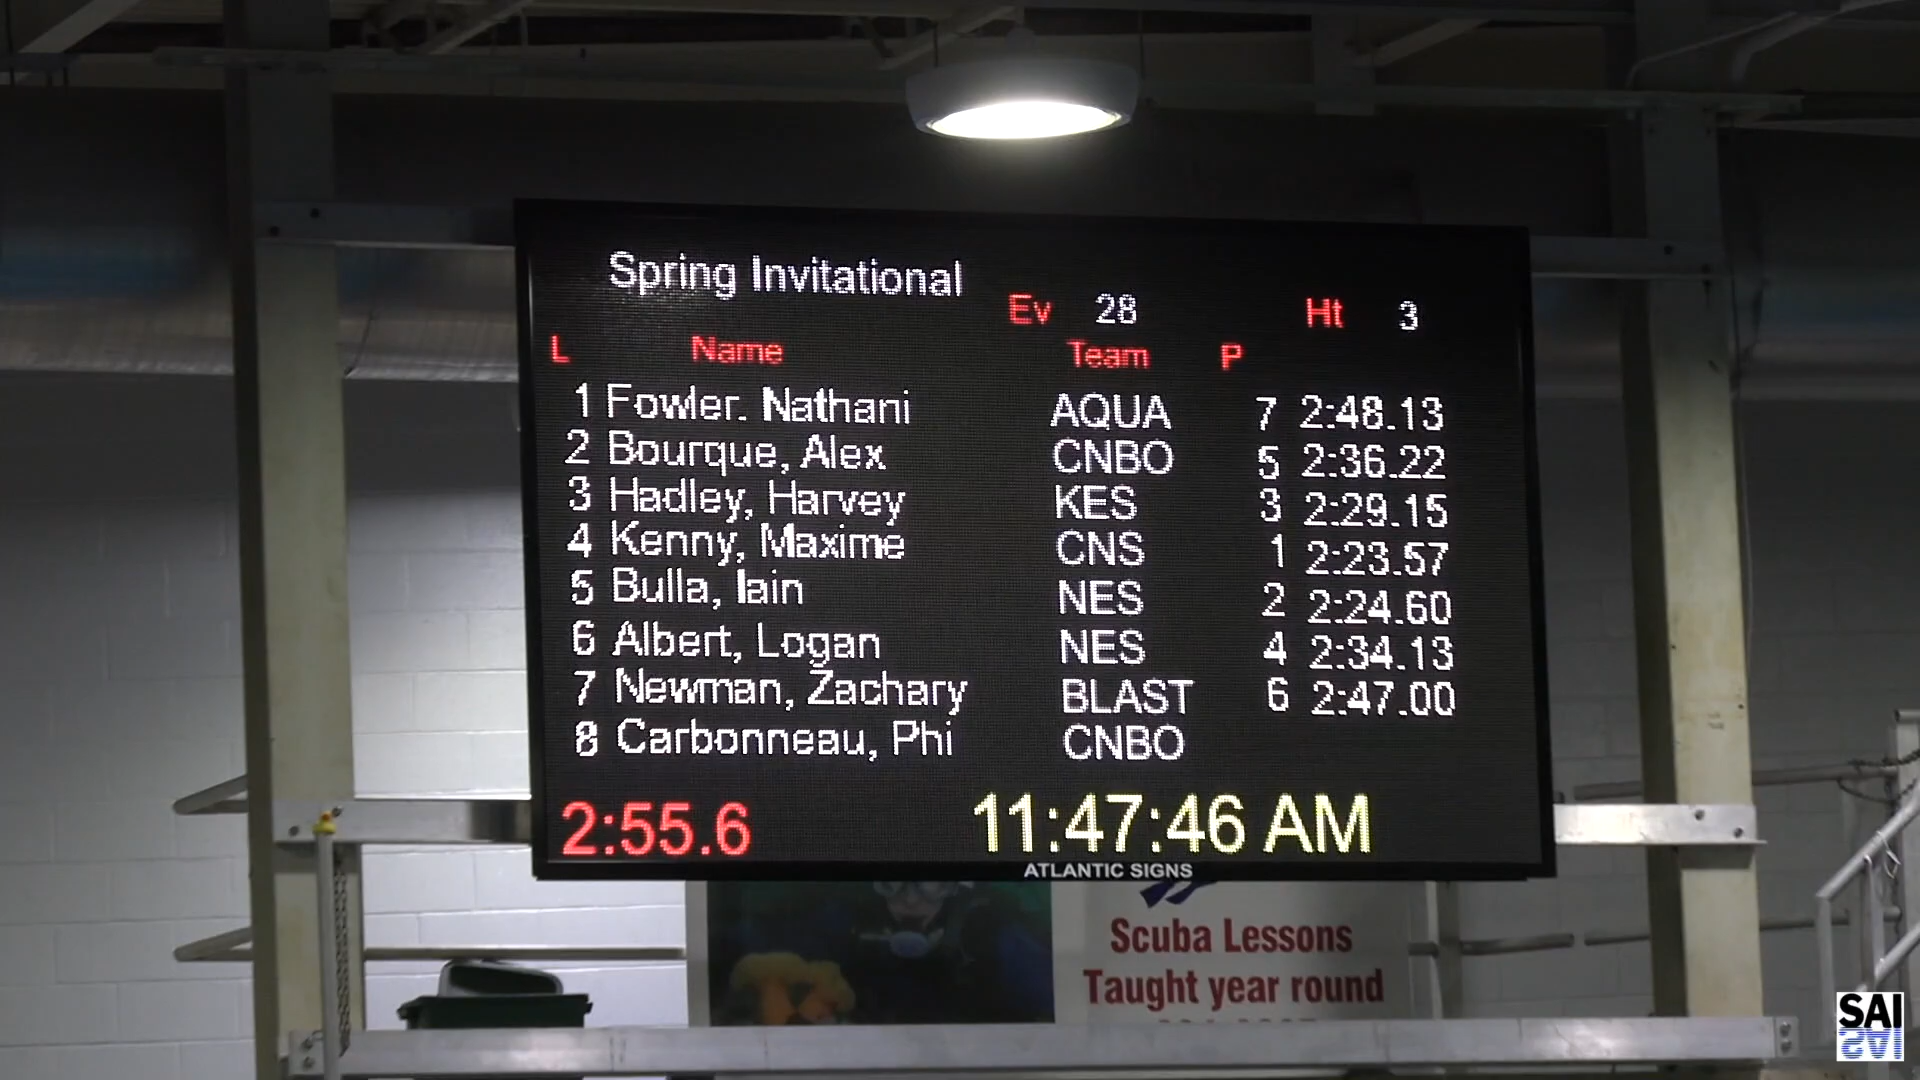 Spring Invitational
Ev 28 Ht 3
L Name Team P
1 Fowler. Nathani AQUA 7 2:48.13
2 Bourque, Alex CNBO 5 2:36.22
3 Hadley, Harvey KES 3 2:29.15
4 Kenny, Maxime CNS 1 2:23.57
5 Bulla, Iain NES 2 2:24.60
6 Albert, Logan NES 4 2:34.13
7 Newman, Zachary BLAST 6 2:47.00
8 Carbonneau, Phi CNBO
2:55.6 11:47:46 AM
ATLANTIC SIGNS
Scuba Lessons
Taught year round
SAI